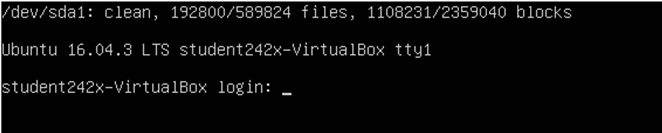 /dev/sda1: clean, 192800/589824 files, 1108231/2359040 blocks
Ubuntu 16.04.3 LTS student242x-VirtualBox tty1
student242x-VirtualBox login: _